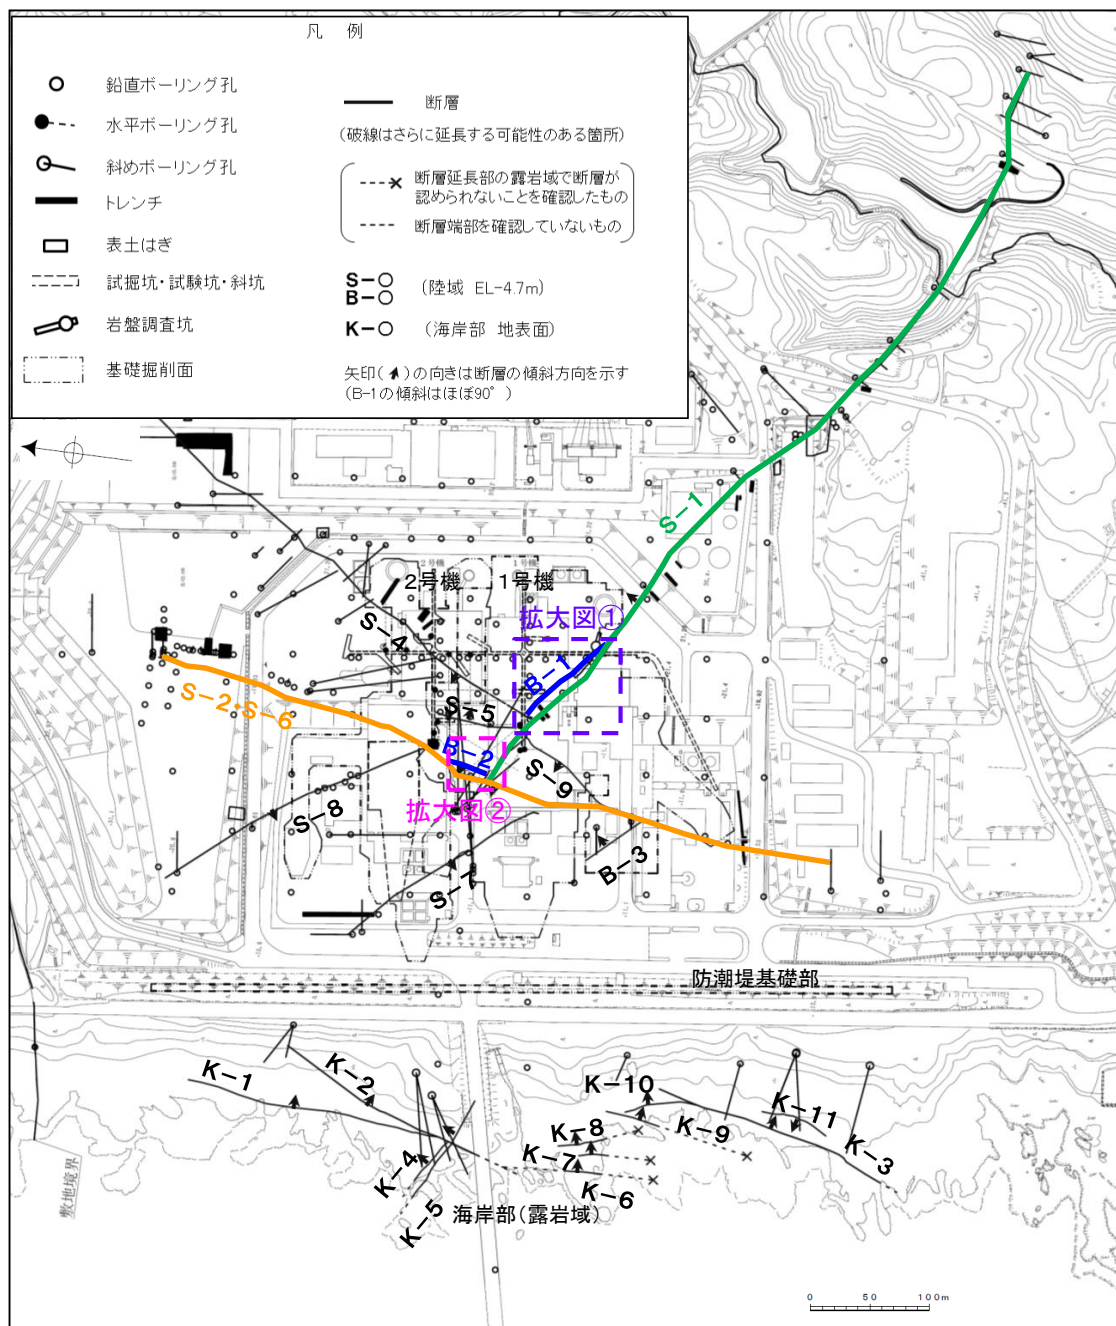 凡 例
鉛直ボーリング孔
水平ボーリング孔
斜めボーリング孔
トレンチ
表土はぎ
試掘坑・試験坑・斜坑
岩盤調査坑
基礎掘削面
断層
(破線はさらに延長する可能性のある箇所)
断層延長部の露岩域で断層が
認められないことを確認したもの
断層端部を確認していないもの
S-○
B-○
(陸域 EL-4.7m)
K-○
(海岸部 地表面)
矢印( )の向きは断層の傾斜方向を示す
(B-1の傾斜はほぼ90°)
S-1
2号機
1号機
2号機
1号機
拡大図①
S-4
B-1
S-2・S-6
S-5
B-2
S-9
拡大図②
S-8
B-3
S-7
防潮堤基礎部
K-1
K-2
K-10
K-11
K-8
K-9
K-4
K-7
K-3
K-6
K-5
海岸部(露岩域)
敷地境界
0 50 100m